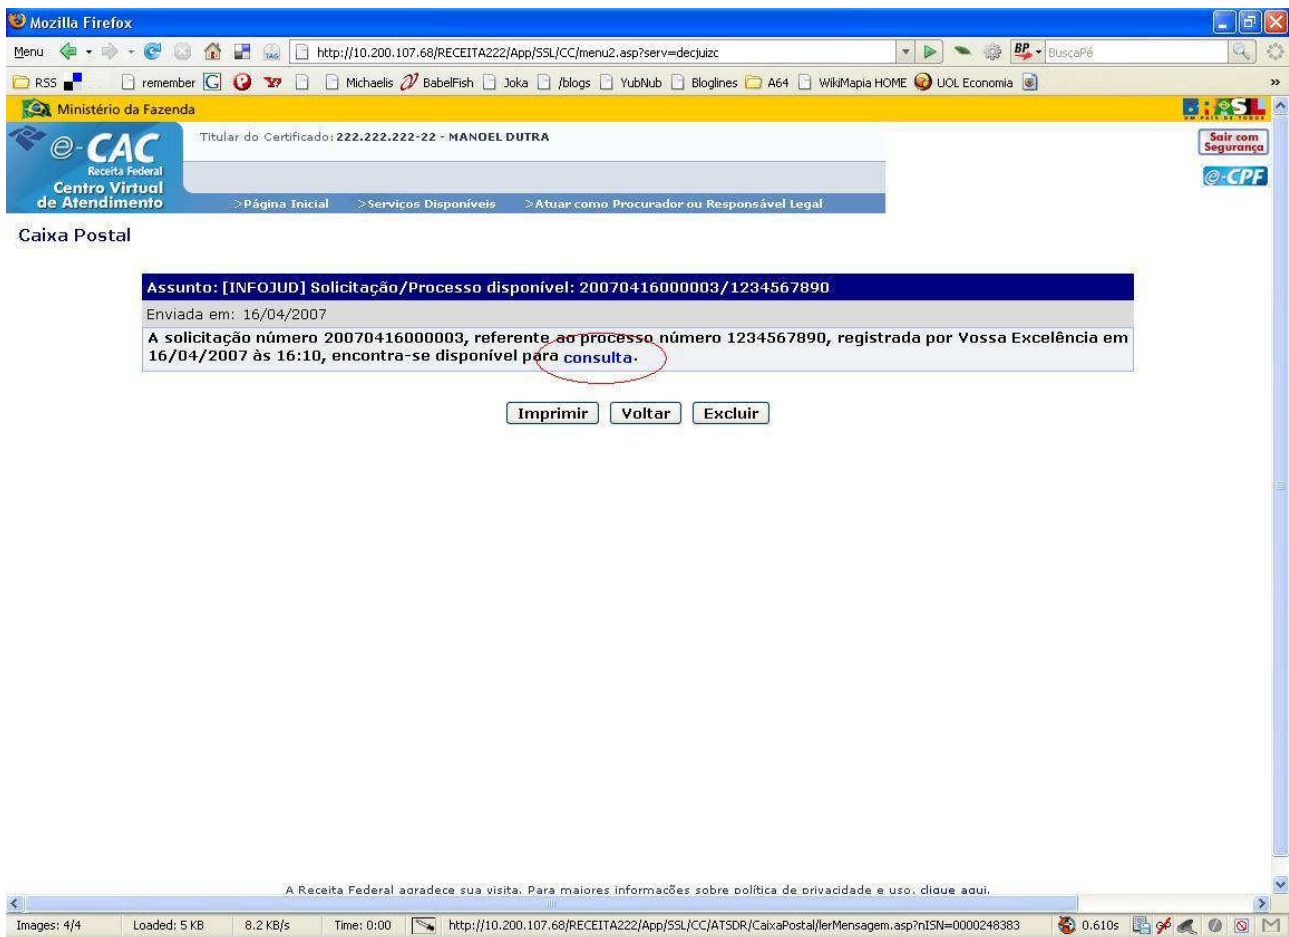 Mozilla Firefox
Menu http://10.200.107.68/RECEITA222/App/SSL/CC/menu2.asp?serv=decjuizc BP BuscaPé
RSS remember Michaelis BabelFish Joka /blogs YubNub Bloglines A64 WikiMapia HOME UOL Economia »
Ministério da Fazenda BRASIL
UM PAÍS DE TODOS
e-CAC Titular do Certificado: 222.222.222-22 - MANOEL DUTRA Sair com Segurança
Receita Federal
Centro Virtual de Atendimento e-CPF
>Página Inicial >Serviços Disponíveis >Atuar como Procurador ou Responsável Legal
Caixa Postal
Assunto: [INFOJUD] Solicitação/Processo disponível: 20070416000003/1234567890
Enviada em: 16/04/2007
A solicitação número 20070416000003, referente ao processo número 1234567890, registrada por Vossa Excelência em
16/04/2007 às 16:10, encontra-se disponível para consulta.
Imprimir Voltar Excluir
A Receita Federal agradece sua visita. Para maiores informações sobre política de privacidade e uso, clique aqui.
Images: 4/4 Loaded: 5 KB 8.2 KB/s Time: 0:00 http://10.200.107.68/RECEITA222/App/SSL/CC/ATSDR/CaixaPostal/lerMensagem.asp?nISN=0000248383 0.610s